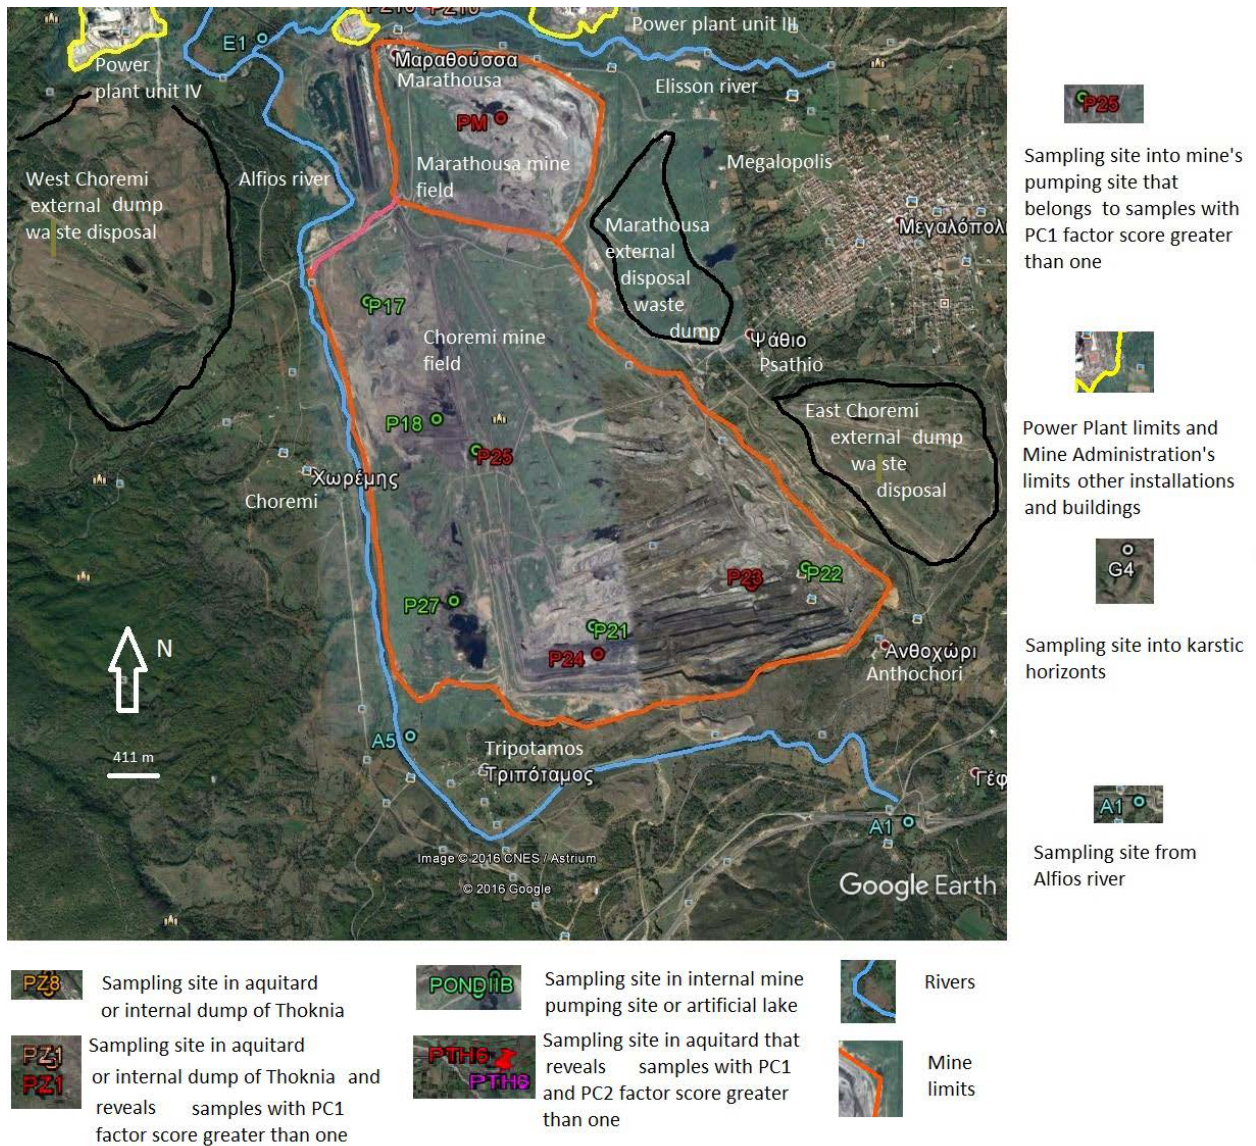 PZ16 PZ10
Power plant unit III
E1
Power
plant unit IV
Μαραθούσσα
Marathousa
Elisson river
PM
West Choremi
external dump
waste disposal
Alfios river
Marathousa mine
field
Megalopolis
Μεγαλόπολ
Marathousa
external
disposal
waste
dump
P17
Choremi mine
field
Ψάθιο
Psathio
P18
P25
East Choremi
external dump
waste
disposal
Χωρέμης
Choremi
P23
P22
P27
P21
P24
N
Ανθοχώρι
Anthochori
A5
Tripotamos
Τριπόταμος
411 m
Γέφ
A1
Image © 2016 CNES / Astrium
© 2016 Google
Google Earth
P25
Sampling site into mine's
pumping site that
belongs to samples with
PC1 factor score greater
than one
Power Plant limits and
Mine Administration's
limits other installations
and buildings
G4
Sampling site into karstic
horizonts
A1
Sampling site from
Alfios river
PZ8
Sampling site in aquitard
or internal dump of Thoknia
PONDIIB
Sampling site in internal mine
pumping site or artificial lake
Rivers
PZ1
PZ1
Sampling site in aquitard
or internal dump of Thoknia and
reveals samples with PC1
factor score greater than one
PTH6
PTH6
Sampling site in aquitard that
reveals samples with PC1
and PC2 factor score greater
than one
Mine
limits